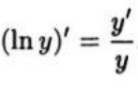 (ln y)' = y'/y